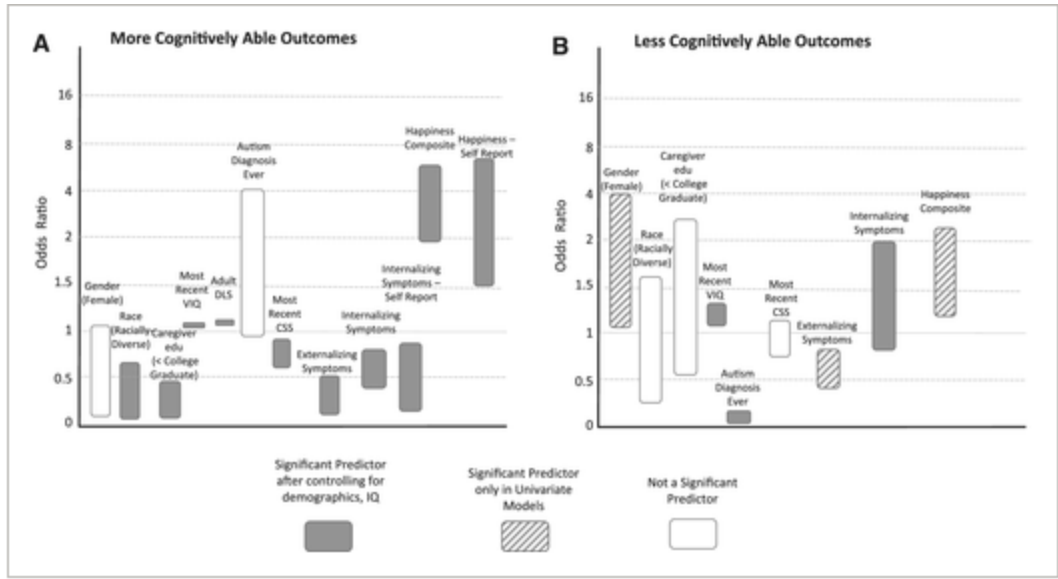 A
More Cognitively Able Outcomes
Odds Ratio
16
8
4
2
1.5
1
0.5
0
Gender
(Female)
Race
(Racially
Diverse)
Caregiver
edu
(< College
Graduate)
Most
Recent
VIQ
Adult
DLS
Autism
Diagnosis
Ever
Most
Recent
CSS
Externalizing
Symptoms
Internalizing
Symptoms
Internalizing
Symptoms –
Self Report
Happiness
Composite
Happiness –
Self Report
B
Less Cognitively Able Outcomes
Odds Ratio
16
8
4
2
1.5
1
0.5
0
Gender
(Female)
Race
(Racially
Diverse)
Caregiver
edu
(< College
Graduate)
Most
Recent
VIQ
Autism
Diagnosis
Ever
Most
Recent
CSS
Externalizing
Symptoms
Internalizing
Symptoms
Happiness
Composite
Significant Predictor
after controlling for
demographics, IQ
Significant Predictor
only in Univariate
Models
Not a Significant
Predictor